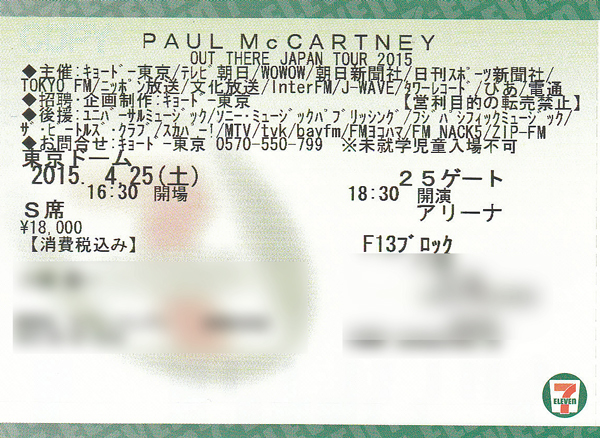 PAUL McCARTNEY
OUT THERE JAPAN TOUR 2015
◆主催:ｷｮｰﾄﾞｰ東京/ﾃﾚﾋﾞ朝日/WOWOW/朝日新聞社/日刊ｽﾎﾟｰﾂ新聞社/
TOKYO FM/ﾆｯﾎﾟﾝ放送/文化放送/InterFM/J-WAVE/ﾀﾜｰﾚｺｰﾄﾞ/ぴあ/電通
◆招聘・企画制作:ｷｮｰﾄﾞｰ東京 【営利目的の転売禁止】
◆後援:ﾕﾆﾊﾞｰｻﾙﾐｭｰｼﾞｯｸ/ｿﾆｰ・ﾐｭｰｼﾞｯｸﾊﾟﾌﾞﾘｯｼﾝｸﾞ/ﾌｼﾞﾊﾟｼﾌｨｯｸﾐｭｰｼﾞｯｸ/
ｻﾞ・ﾋﾞｰﾄﾙｽﾞ・ｸﾗﾌﾞ/ｽｶﾊﾟｰ!/MTV/tvk/bayfm/FMﾖｺﾊﾏ/FM NACK5/ZIP-FM
◆お問合せ:ｷｮｰﾄﾞｰ東京 0570-550-799 ※未就学児童入場不可
東京ドーム
2015. 4.25(土) 25ゲート
16:30 開場 18:30 開演
S席 アリーナ
¥18,000
【消費税込み】 F13ﾌﾞﾛｯｸ
7
ELEVEN